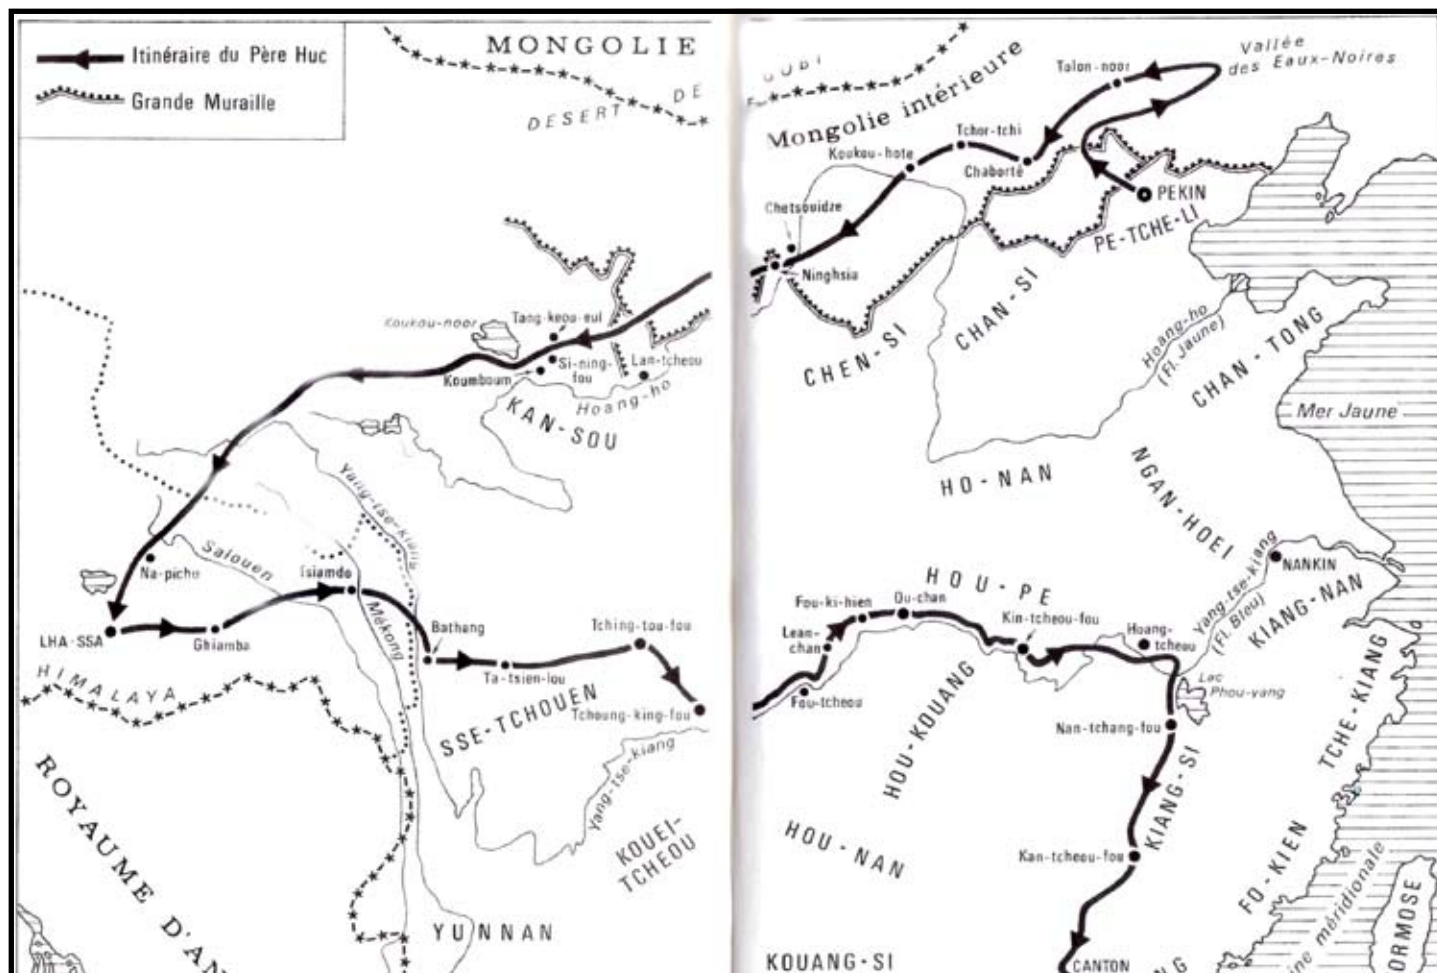 Itinéraire du Père Huc
Grande Muraille
MONGOLIE
DESERT DE
GOBI
Mongolie intérieure
Vallée
des Eaux-Noires
Talon-noor
Tchor-tchi
Koukou-hote
Chaborté
PEKIN
PE-TCHE-LI
Chetsouidze
Ninghsia
CHAN-SI
CHEN-SI
Hoang-ho
(Fl. Jaune)
CHAN-TONG
Mer Jaune
Koukou-noor
Tang-keou-eul
Si-ning-
fou
Lan-tcheou
Koumboum
Hoang-ho
KAN-SOU
HO-NAN
NGAN-HOEI
Yang-tse-Kiang
Salouen
Na-pichu
Tsiamdo
Mékong
LHA-SSA
Ghiamba
Bathang
Ta-tsien-lou
Tching-tou-fou
Tchoung-king-fou
HIMALAYA
SSE-TCHOUEN
Yang-tse-kiang
KOUEI-
TCHEOU
YUNNAN
ROYAUME D'AN
HOU-PE
Fou-ki-hien
Ou-chan
Kin-tcheou-fou
Lean-
chan
Fou-tcheou
Hoang-
tcheou
Yang-tse-kiang
(Fl. Bleu)
NANKIN
KIANG-NAN
Lac
Phou-yang
Nan-tchang-fou
HOU-KOUANG
HOU-NAN
KIANG-SI
TCHE-KIANG
Kan-tcheou-fou
FO-KIEN
ine méridionale
ORMOSE
KOUANG-SI
CANTON
NG